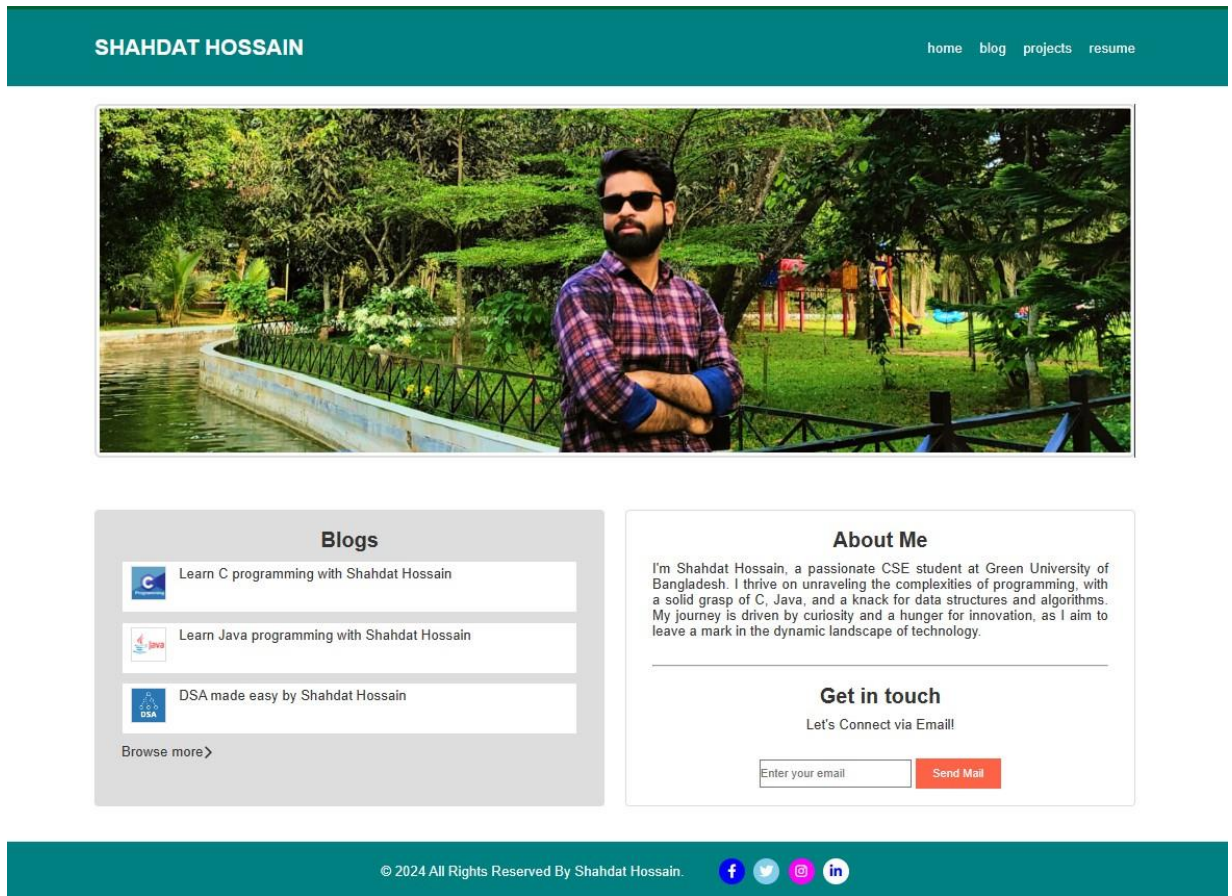 SHAHDAT HOSSAIN
home blog projects resume
Blogs
C
Programming
Learn C programming with Shahdat Hossain
java
Learn Java programming with Shahdat Hossain
DSA
DSA made easy by Shahdat Hossain
Browse more
About Me
I'm Shahdat Hossain, a passionate CSE student at Green University of
Bangladesh. I thrive on unraveling the complexities of programming, with
a solid grasp of C, Java, and a knack for data structures and algorithms.
My journey is driven by curiosity and a hunger for innovation, as I aim to
leave a mark in the dynamic landscape of technology.
Get in touch
Let's Connect via Email!
Enter your email Send Mail
© 2024 All Rights Reserved By Shahdat Hossain.
f in